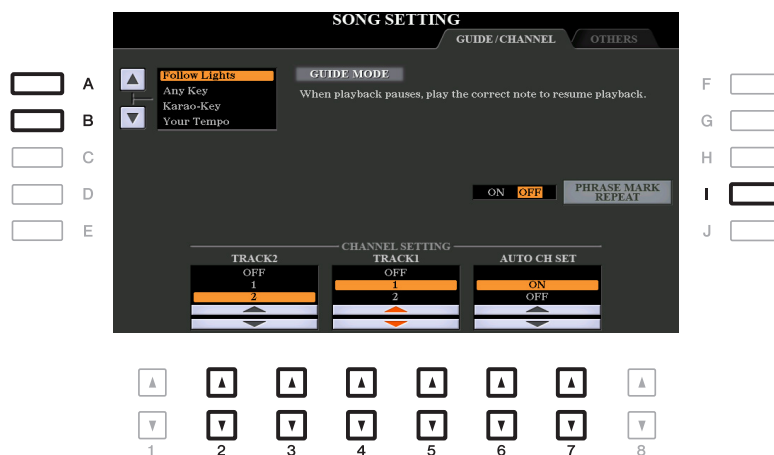 SONG SETTING
GUIDE/CHANNEL
OTHERS
Follow Lights
Any Key
Karao-Key
Your Tempo
GUIDE MODE
When playback pauses, play the correct note to resume playback.
A
B
C
D
E
F
G
H
I
J
ON OFF
PHRASE MARK
REPEAT
CHANNEL SETTING
TRACK2
OFF
1
2
TRACK1
OFF
1
2
AUTO CH SET
ON
OFF
1 2 3 4 5 6 7 8